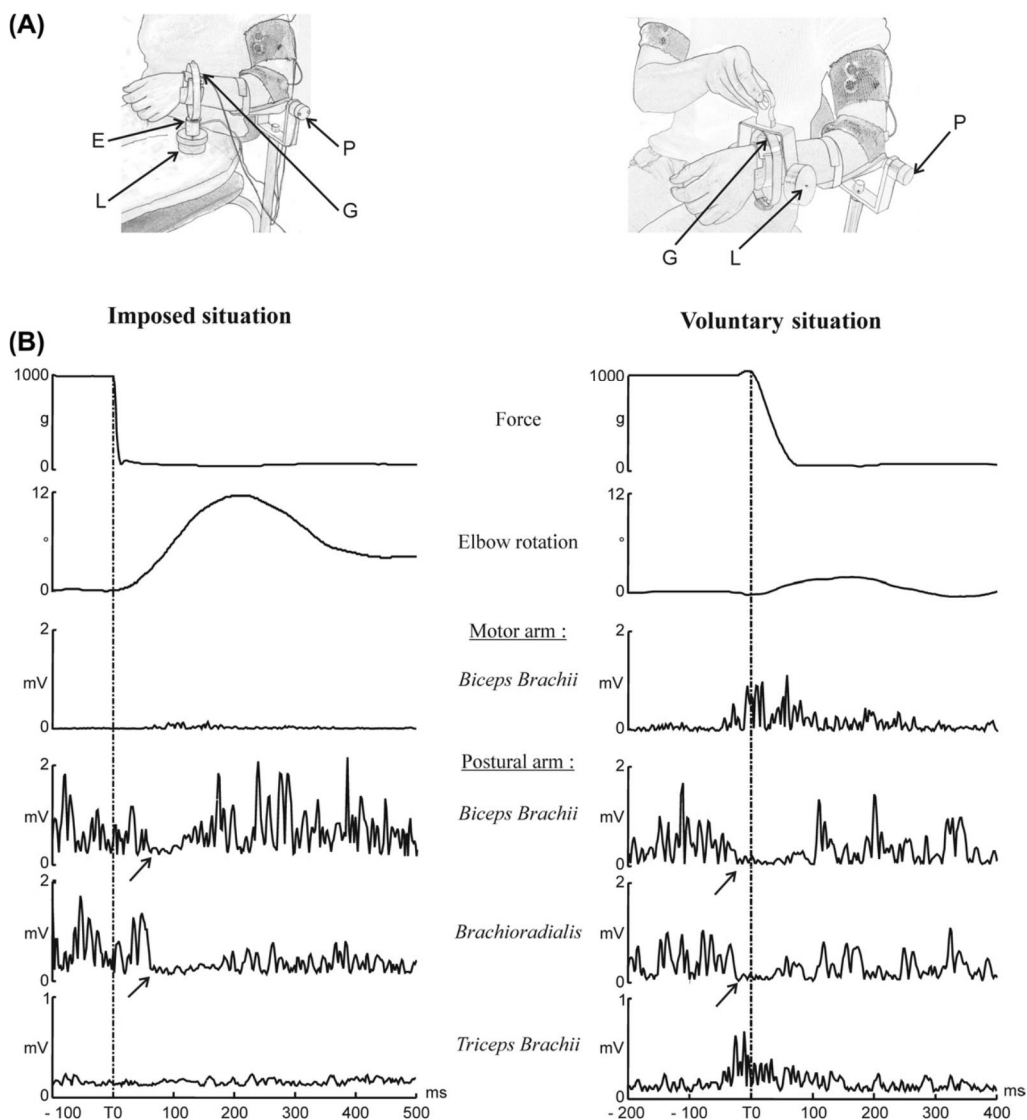 (A)
E
L
P
G
P
G
L
Imposed situation
Voluntary situation
(B)
1000
g
0
Force
1000
g
0
12
°
0
Elbow rotation
12
°
0
Motor arm :
2
mV
0
Biceps Brachii
2
mV
0
Postural arm :
2
mV
0
Biceps Brachii
2
mV
0
2
mV
0
Brachioradialis
2
mV
0
1
mV
0
Triceps Brachii
1
mV
0
- 100 T0 100 200 300 400 500 ms
- 200 -100 T0 100 200 300 400 ms